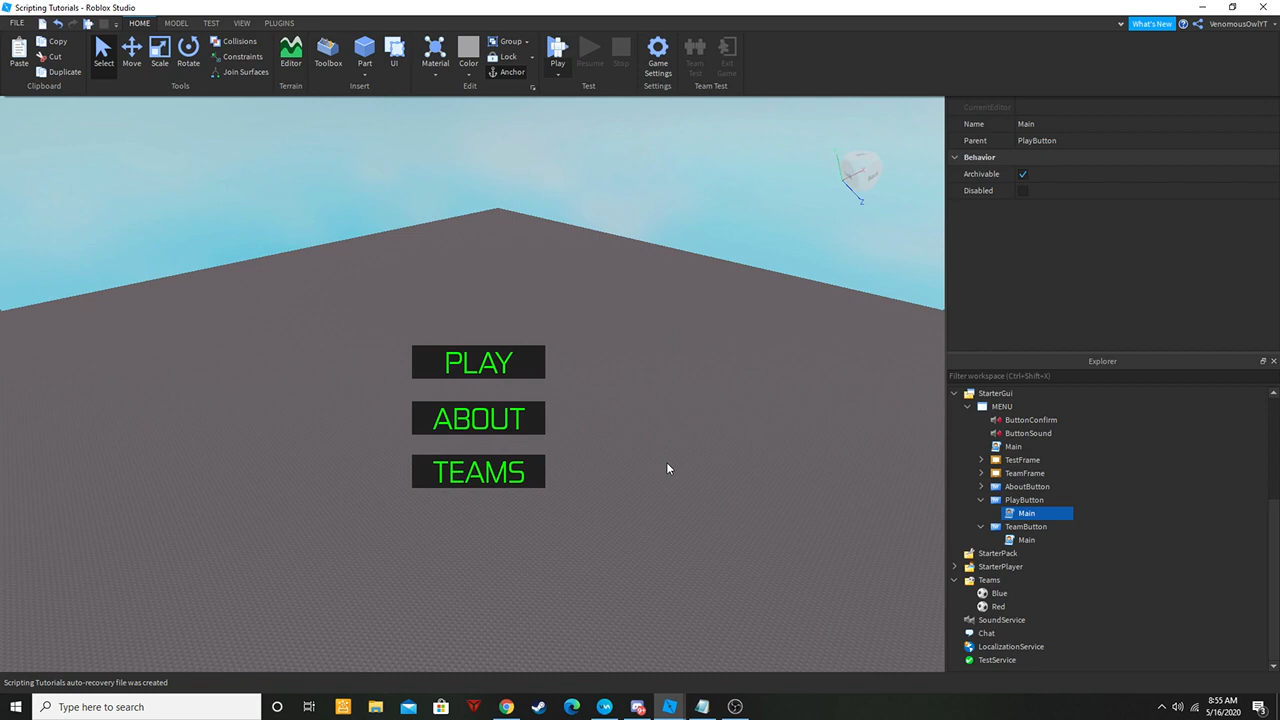 Scripting Tutorials - Roblox Studio
FILE HOME MODEL TEST VIEW PLUGINS What's New VenomousOwlYT
Paste Copy Cut Duplicate Clipboard
Select Move Scale Rotate Collisions Constraints Join Surfaces Tools
Editor Terrain
Toolbox Part UI Insert
Material Color Group Lock Anchor Edit
Play Resume Stop Test
Game Settings Settings
Team Test Exit Game Team Test
CurrentEditor
Name Main
Parent PlayButton
Behavior
Archivable
Disabled
Z
PLAY
ABOUT
TEAMS
Explorer
Filter workspace (Ctrl+Shift+X)
StarterGui
MENU
ButtonConfirm
ButtonSound
Main
TestFrame
TeamFrame
AboutButton
PlayButton
Main
TeamButton
Main
StarterPack
StarterPlayer
Teams
Blue
Red
SoundService
Chat
LocalizationService
TestService
Scripting Tutorials auto-recovery file was created
Type here to search
8:55 AM
5/16/2020